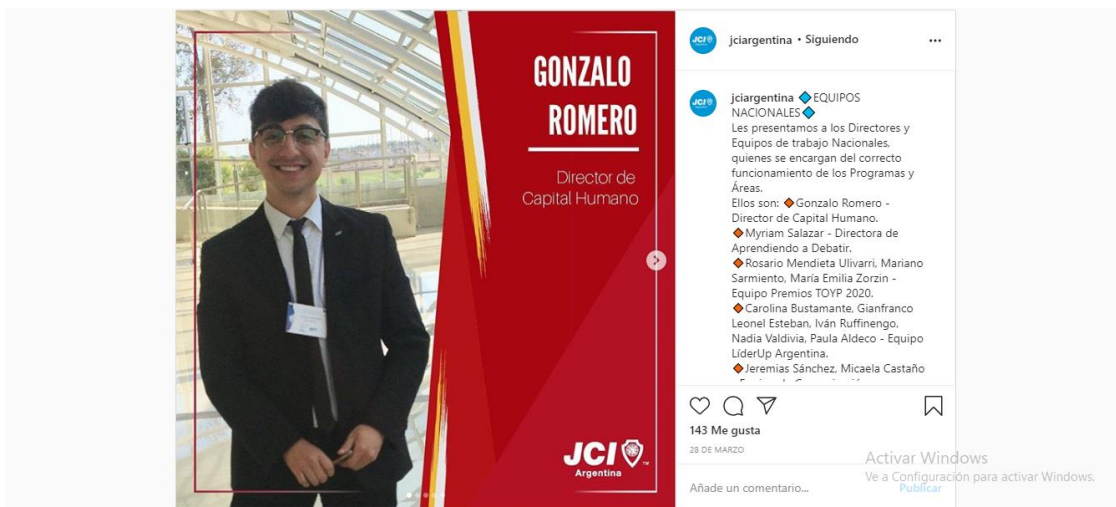 GONZALO
ROMERO
Director de
Capital Humano
JCI
Argentina
TM
JCI
jciargentina • Siguiendo
JCI
jciargentina 🔷EQUIPOS
NACIONALES🔷
Les presentamos a los Directores y
Equipos de trabajo Nacionales,
quienes se encargan del correcto
funcionamiento de los Programas y
Áreas.
Ellos son: 🔶Gonzalo Romero -
Director de Capital Humano.
🔶Myriam Salazar - Directora de
Aprendiendo a Debatir.
🔶Rosario Mendieta Ulivarri, Mariano
Sarmiento, María Emilia Zorzin -
Equipo Premios TOYP 2020.
🔶Carolina Bustamante, Gianfranco
Leonel Esteban, Iván Ruffinengo,
Nadia Valdivia, Paula Aldeco - Equipo
LíderUp Argentina.
🔶Jeremias Sánchez, Micaela Castaño
143 Me gusta
28 DE MARZO
Añade un comentario...
Publicar
Activar Windows
Ve a Configuración para activar Windows.